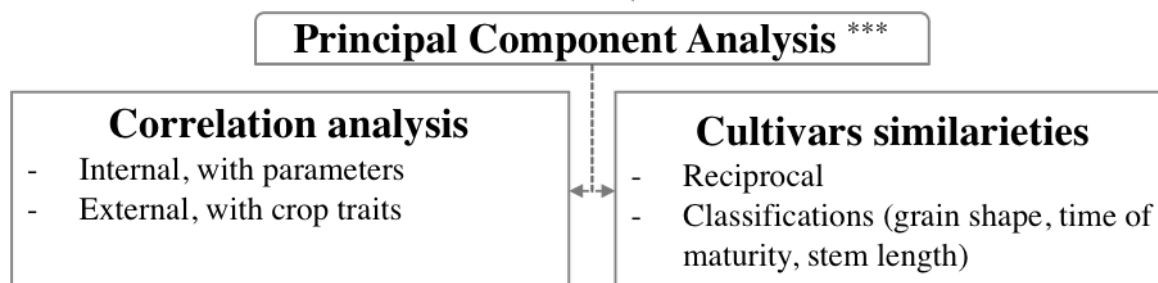 Principal Component Analysis ***
Correlation analysis
- Internal, with parameters
- External, with crop traits
Cultivars similarieties
- Reciprocal
- Classifications (grain shape, time of
maturity, stem length)